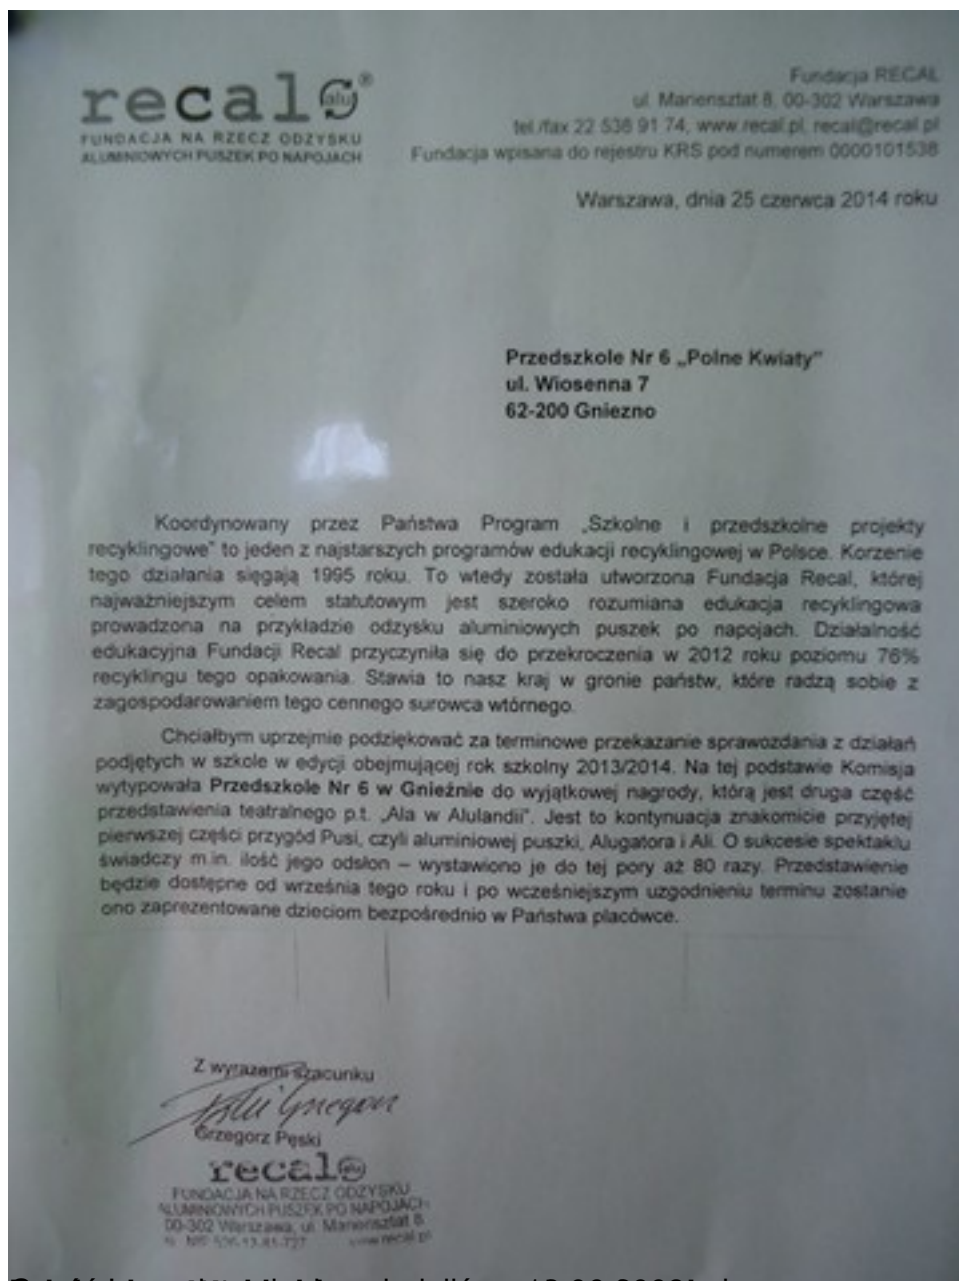 recal alu ®
FUNDACJA NA RZECZ ODZYSKU
ALUMINIOWYCH PUSZEK PO NAPOJACH
Fundacja RECAL
ul. Mariensztat 8, 00-302 Warszawa
tel./fax 22 538 91 74, www.recal.pl, recal@recal.pl
Fundacja wpisana do rejestru KRS pod numerem 0000101538
Warszawa, dnia 25 czerwca 2014 roku
Przedszkole Nr 6 „Polne Kwiaty”
ul. Wiosenna 7
62-200 Gniezno
Koordynowany przez Państwa Program „Szkolne i przedszkolne projekty
recyklingowe” to jeden z najstarszych programów edukacji recyklingowej w Polsce. Korzenie
tego działania sięgają 1995 roku. To wtedy została utworzona Fundacja Recal, której
najważniejszym celem statutowym jest szeroko rozumiana edukacja recyklingowa
prowadzona na przykładzie odzysku aluminiowych puszek po napojach. Działalność
edukacyjna Fundacji Recal przyczyniła się do przekroczenia w 2012 roku poziomu 76%
recyklingu tego opakowania. Stawia to nasz kraj w gronie państw, które radzą sobie z
zagospodarowaniem tego cennego surowca wtórnego.
Chciałbym uprzejmie podziękować za terminowe przekazanie sprawozdania z działań
podjętych w szkole w edycji obejmującej rok szkolny 2013/2014. Na tej podstawie Komisja
wytypowała Przedszkole Nr 6 w Gnieźnie do wyjątkowej nagrody, którą jest druga część
przedstawienia teatralnego p.t. „Ala w Alulandii”. Jest to kontynuacja znakomicie przyjętej
pierwszej części przygód Pusi, czyli aluminiowej puszki, Alugatora i Ali. O sukcesie spektaklu
świadczy m.in. ilość jego odsłon – wystawiono je do tej pory aż 80 razy. Przedstawienie
będzie dostępne od września tego roku i po wcześniejszym uzgodnieniu terminu zostanie
ono zaprezentowane dzieciom bezpośrednio w Państwa placówce.
Z wyrazami szacunku
Grzegorz Pęski
recal alu
FUNDACJA NA RZECZ ODZYSKU
ALUMINIOWYCH PUSZEK PO NAPOJACH
00-302 Warszawa, ul. Mariensztat 8
www.recal.pl